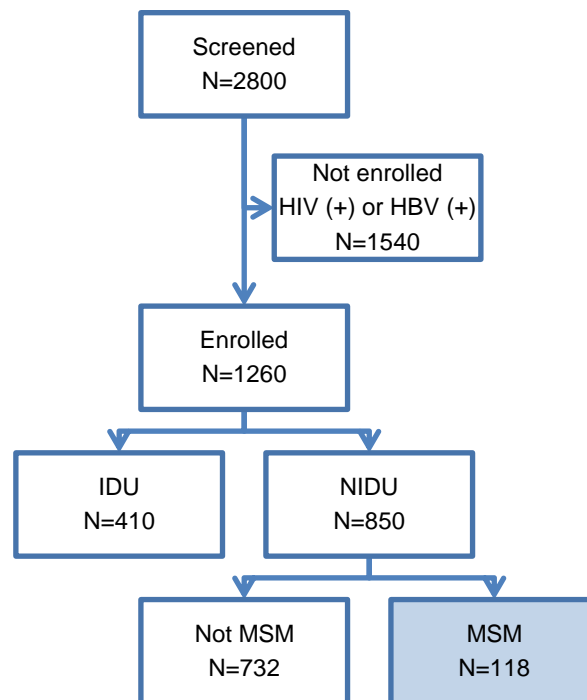 Screened
N=2800
Not enrolled
HIV (+) or HBV (+)
N=1540
Enrolled
N=1260
IDU
N=410
NIDU
N=850
Not MSM
N=732
MSM
N=118